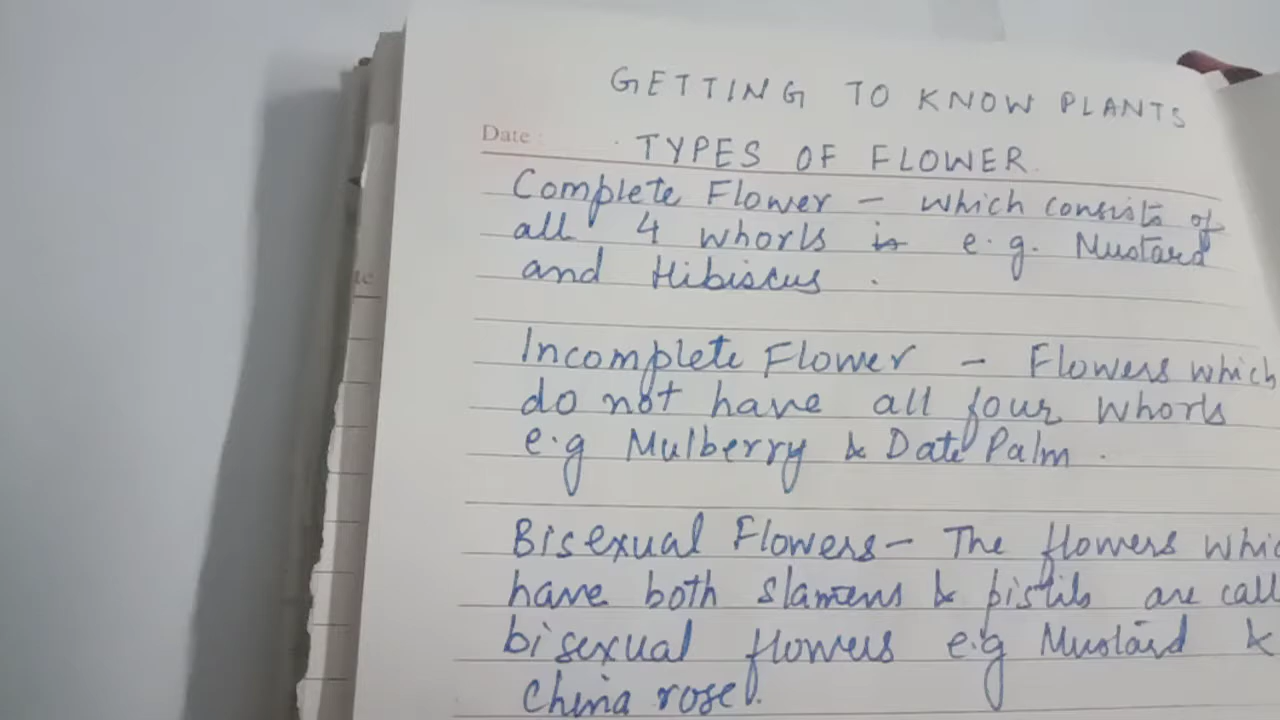 GETTING TO KNOW PLANTS
Date :
TYPES OF FLOWER.
Complete Flower - which consists of
all 4 whorls is e.g. Mustard
and Hibiscus .
Incomplete Flower - Flowers which
do not have all four whorls
e.g Mulberry & Date Palm .
Bisexual Flowers - The flowers whic
have both stamens & pistils are call
bisexual flowers e.g Mustard &
China rose.